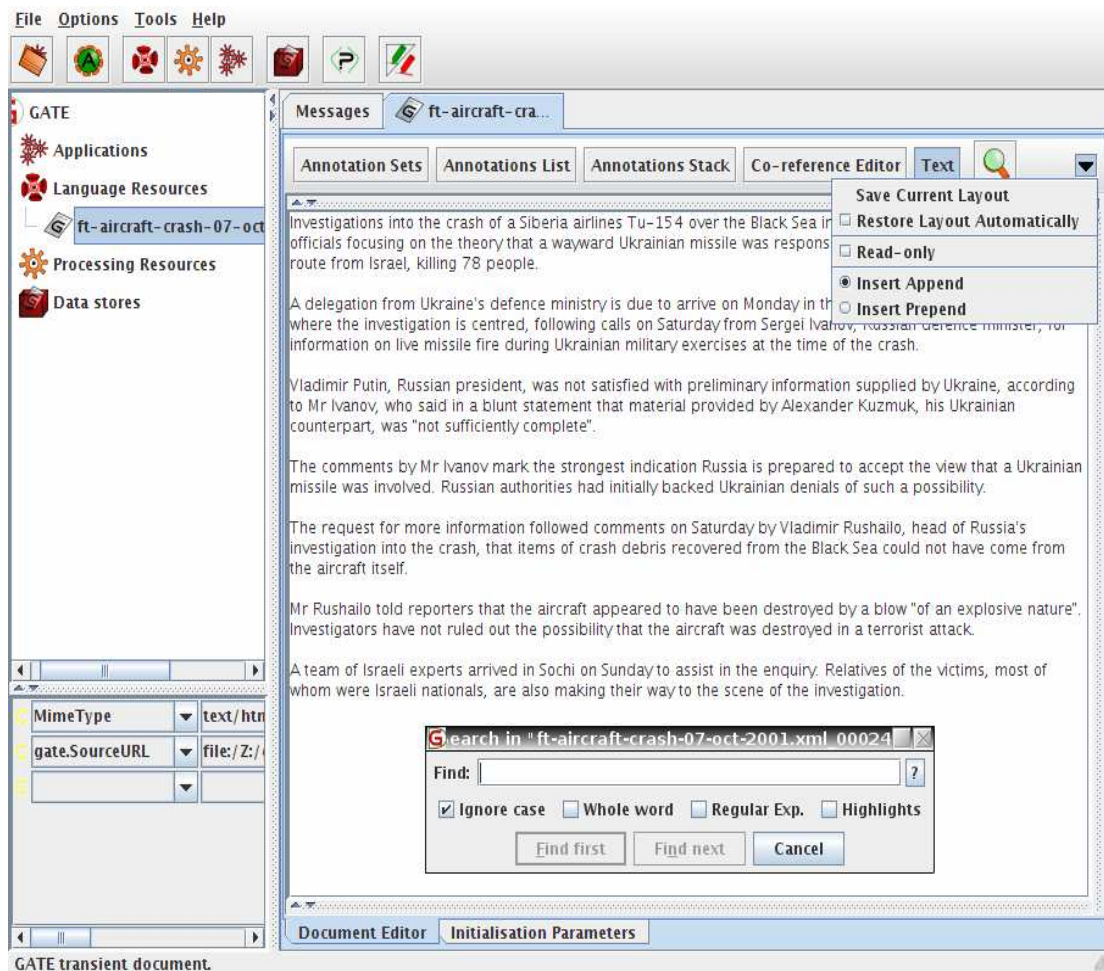 File Options Tools Help
GATE
Applications
Language Resources
ft-aircraft-crash-07-oct
Processing Resources
Data stores
MimeType text/htm
gate.SourceURL file:/Z:/
Messages ft-aircraft-cra...
Annotation Sets Annotations List Annotations Stack Co-reference Editor Text
Save Current Layout
Restore Layout Automatically
Read-only
Insert Append
Insert Prepend
Investigations into the crash of a Siberia airlines Tu-154 over the Black Sea in
officials focusing on the theory that a wayward Ukrainian missile was respons
route from Israel, killing 78 people.
A delegation from Ukraine's defence ministry is due to arrive on Monday in th
where the investigation is centred, following calls on Saturday from Sergei Ivanov, Russian defence minister, for
information on live missile fire during Ukrainian military exercises at the time of the crash.
Vladimir Putin, Russian president, was not satisfied with preliminary information supplied by Ukraine, according
to Mr Ivanov, who said in a blunt statement that material provided by Alexander Kuzmuk, his Ukrainian
counterpart, was "not sufficiently complete".
The comments by Mr Ivanov mark the strongest indication Russia is prepared to accept the view that a Ukrainian
missile was involved. Russian authorities had initially backed Ukrainian denials of such a possibility.
The request for more information followed comments on Saturday by Vladimir Rushailo, head of Russia's
investigation into the crash, that items of crash debris recovered from the Black Sea could not have come from
the aircraft itself.
Mr Rushailo told reporters that the aircraft appeared to have been destroyed by a blow "of an explosive nature".
Investigators have not ruled out the possibility that the aircraft was destroyed in a terrorist attack.
A team of Israeli experts arrived in Sochi on Sunday to assist in the enquiry. Relatives of the victims, most of
whom were Israeli nationals, are also making their way to the scene of the investigation.
Search in "ft-aircraft-crash-07-oct-2001.xml_00024
Find: ?
Ignore case Whole word Regular Exp. Highlights
Find first Find next Cancel
Document Editor Initialisation Parameters
GATE transient document.